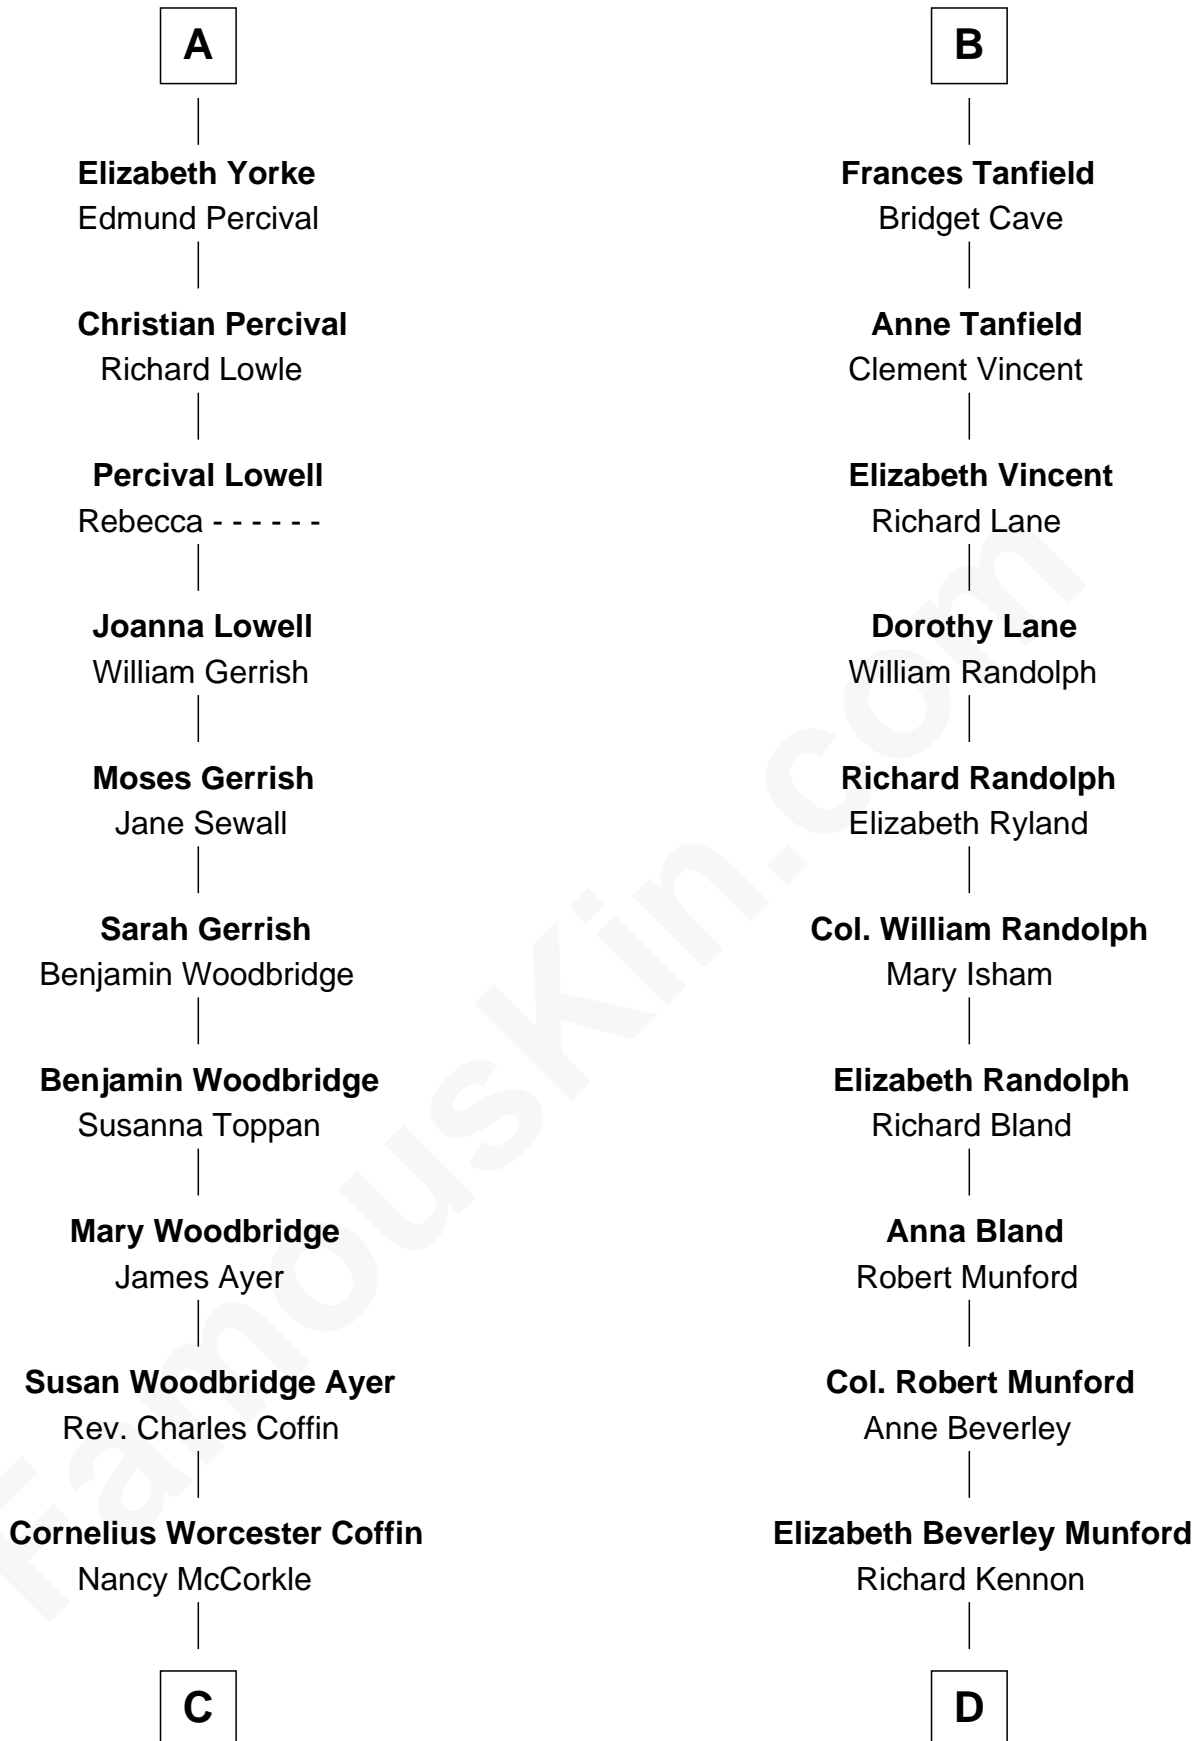 A
Elizabeth Yorke
Edmund Percival
Christian Percival
Richard Lowle
Percival Lowell
Rebecca - - - - - -
Joanna Lowell
William Gerrish
Moses Gerrish
Jane Sewall
Sarah Gerrish
Benjamin Woodbridge
Benjamin Woodbridge
Susanna Toppan
Mary Woodbridge
James Ayer
Susan Woodbridge Ayer
Rev. Charles Coffin
Cornelius Worcester Coffin
Nancy McCorkle
C
B
Frances Tanfield
Bridget Cave
Anne Tanfield
Clement Vincent
Elizabeth Vincent
Richard Lane
Dorothy Lane
William Randolph
Richard Randolph
Elizabeth Ryland
Col. William Randolph
Mary Isham
Elizabeth Randolph
Richard Bland
Anna Bland
Robert Munford
Col. Robert Munford
Anne Beverley
Elizabeth Beverley Munford
Richard Kennon
D
FamousKin.com